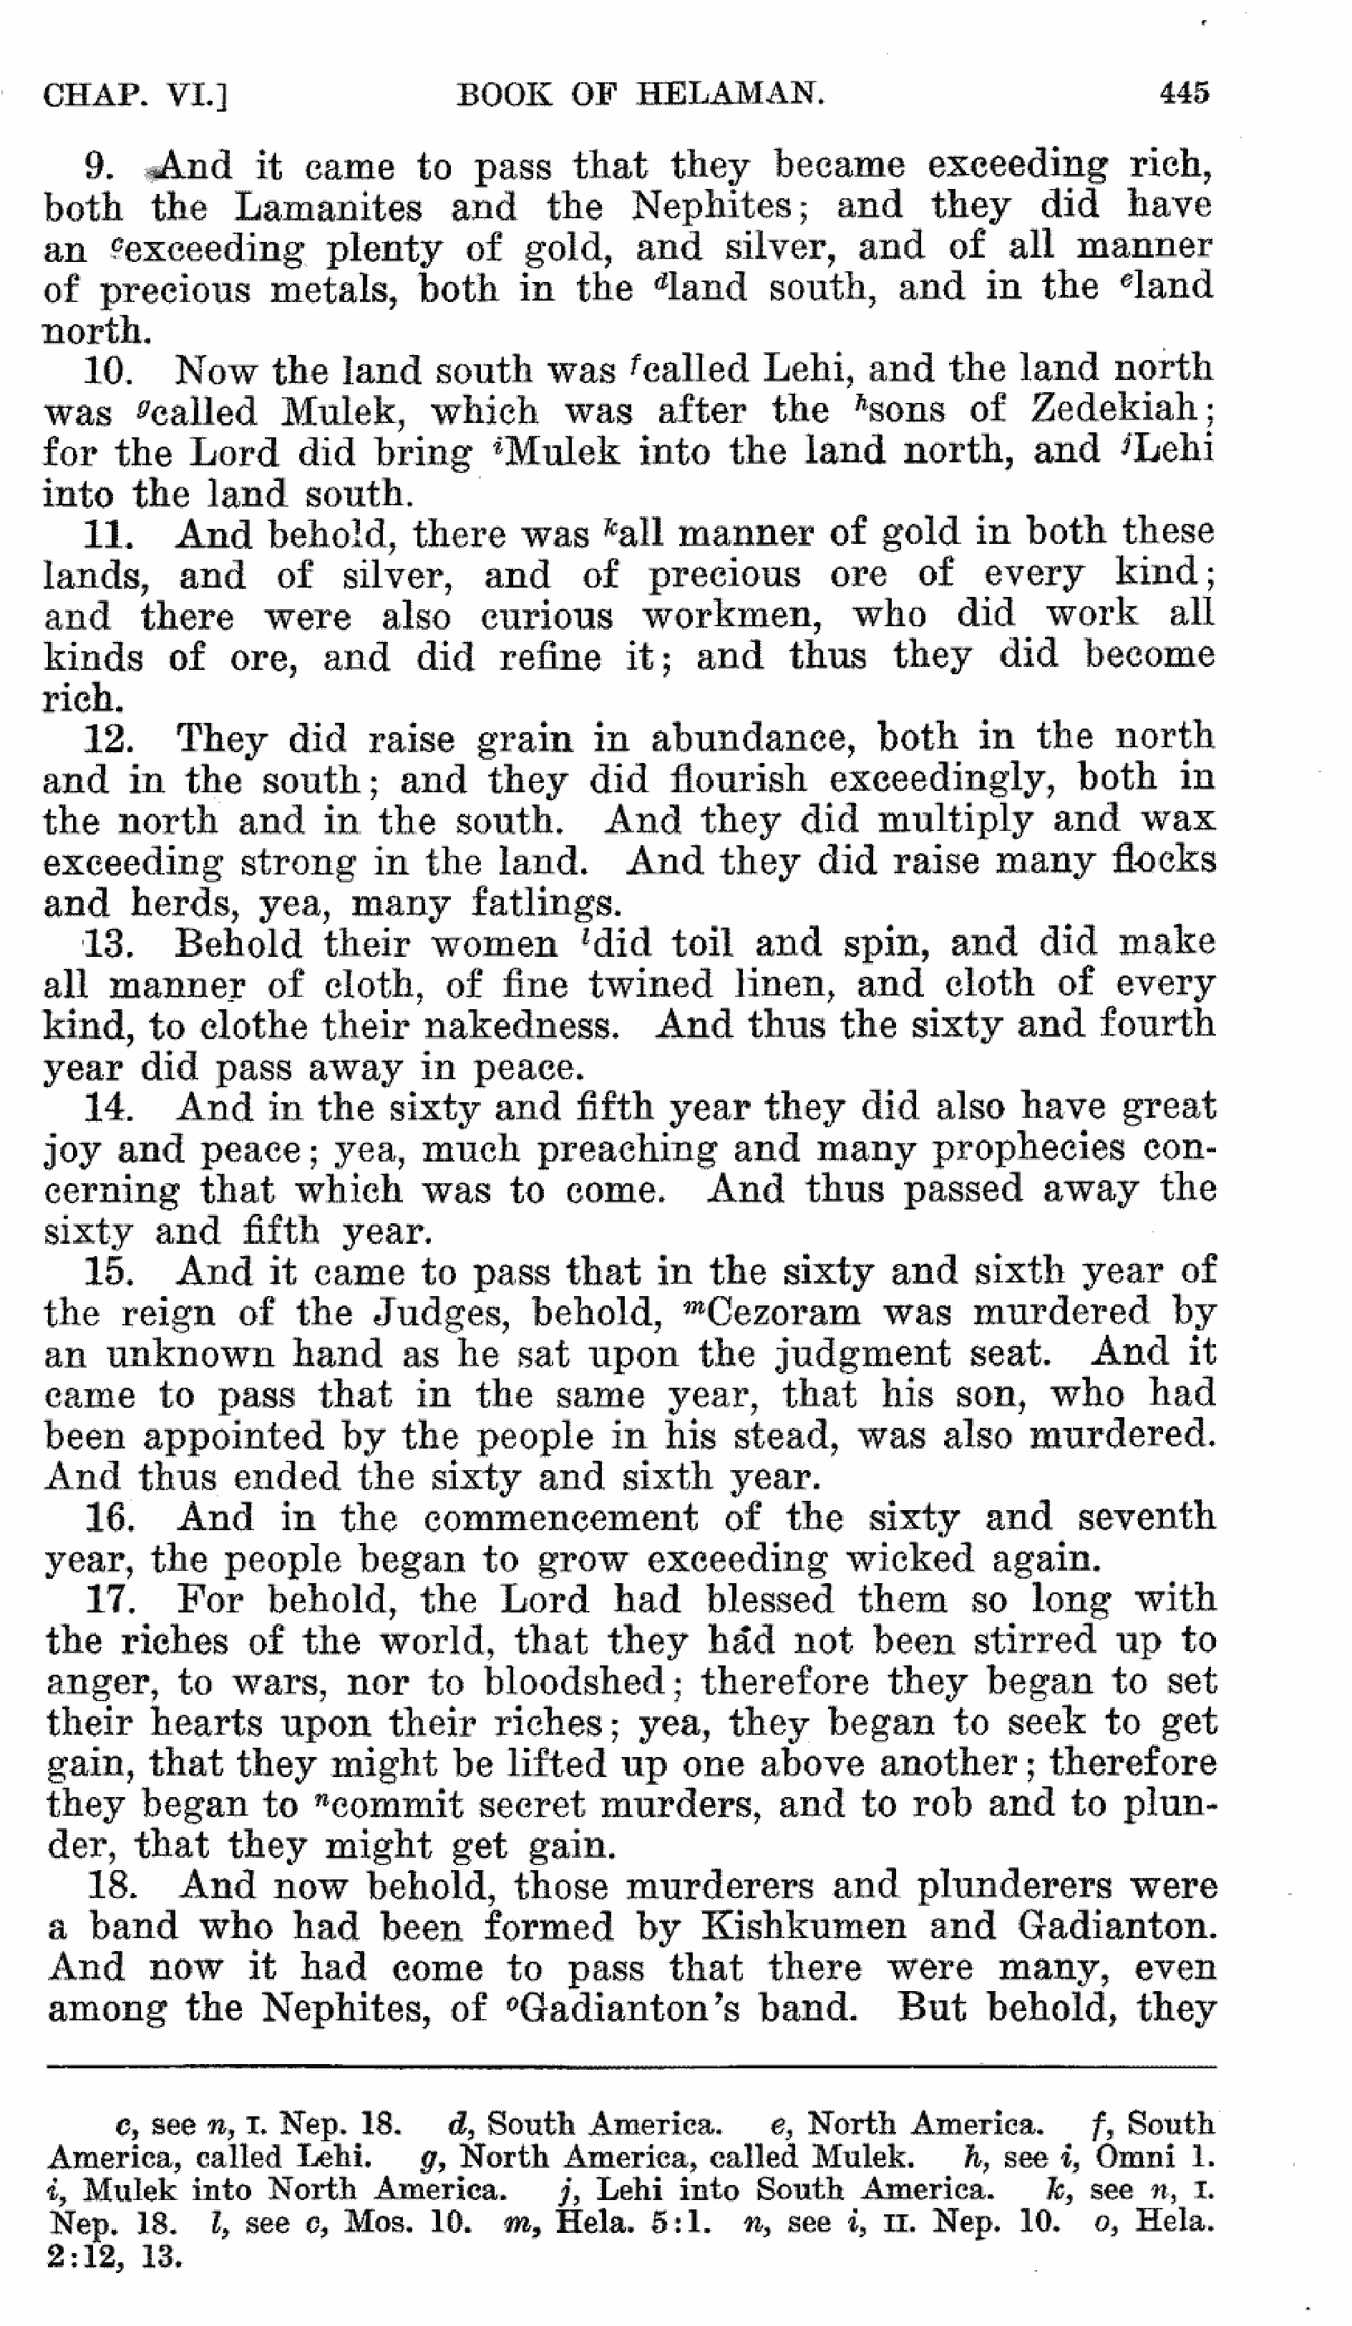 CHAP. VI.] BOOK OF HELAMAN. 445
9. And it came to pass that they became exceeding rich,
both the Lamanites and the Nephites; and they did have
an cexceeding plenty of gold, and silver, and of all manner
of precious metals, both in the dland south, and in the eland
north.
10. Now the land south was fcalled Lehi, and the land north
was gcalled Mulek, which was after the hsons of Zedekiah;
for the Lord did bring iMulek into the land north, and jLehi
into the land south.
11. And behold, there was kall manner of gold in both these
lands, and of silver, and of precious ore of every kind;
and there were also curious workmen, who did work all
kinds of ore, and did refine it; and thus they did become
rich.
12. They did raise grain in abundance, both in the north
and in the south; and they did flourish exceedingly, both in
the north and in the south. And they did multiply and wax
exceeding strong in the land. And they did raise many flocks
and herds, yea, many fatlings.
13. Behold their women ldid toil and spin, and did make
all manner of cloth, of fine twined linen, and cloth of every
kind, to clothe their nakedness. And thus the sixty and fourth
year did pass away in peace.
14. And in the sixty and fifth year they did also have great
joy and peace; yea, much preaching and many prophecies con-
cerning that which was to come. And thus passed away the
sixty and fifth year.
15. And it came to pass that in the sixty and sixth year of
the reign of the Judges, behold, mCezoram was murdered by
an unknown hand as he sat upon the judgment seat. And it
came to pass that in the same year, that his son, who had
been appointed by the people in his stead, was also murdered.
And thus ended the sixty and sixth year.
16. And in the commencement of the sixty and seventh
year, the people began to grow exceeding wicked again.
17. For behold, the Lord had blessed them so long with
the riches of the world, that they had not been stirred up to
anger, to wars, nor to bloodshed; therefore they began to set
their hearts upon their riches; yea, they began to seek to get
gain, that they might be lifted up one above another; therefore
they began to ncommit secret murders, and to rob and to plun-
der, that they might get gain.
18. And now behold, those murderers and plunderers were
a band who had been formed by Kishkumen and Gadianton.
And now it had come to pass that there were many, even
among the Nephites, of oGadianton's band. But behold, they
c, see n, I. Nep. 18. d, South America. e, North America. f, South
America, called Lehi. g, North America, called Mulek. h, see i, Omni 1.
i, Mulek into North America. j, Lehi into South America. k, see n, I.
Nep. 18. l, see c, Mos. 10. m, Hela. 5:1. n, see i, II. Nep. 10. o, Hela.
2:12, 13.